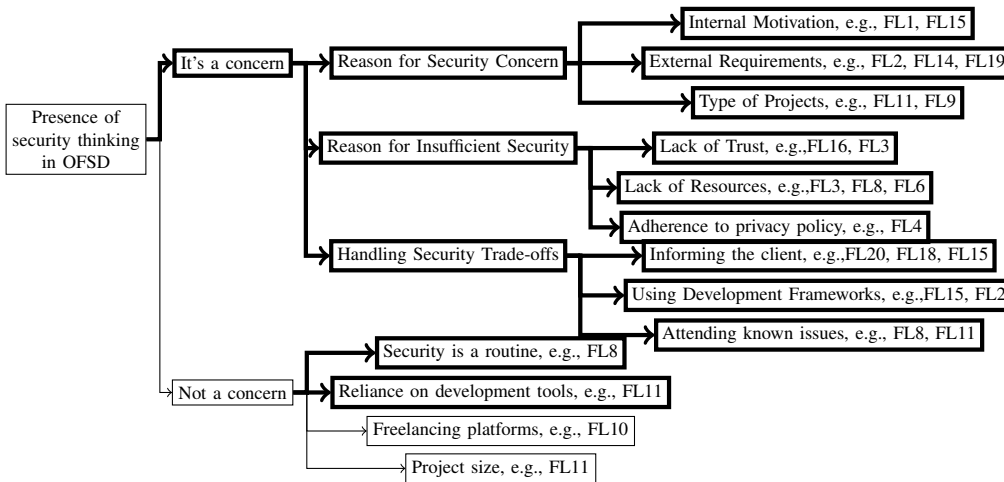 Presence of
security thinking
in OFSD
It's a concern
Reason for Security Concern
Internal Motivation, e.g., FL1, FL15
External Requirements, e.g., FL2, FL14, FL19
Type of Projects, e.g., FL11, FL9
Reason for Insufficient Security
Lack of Trust, e.g.,FL16, FL3
Lack of Resources, e.g.,FL3, FL8, FL6
Adherence to privacy policy, e.g., FL4
Handling Security Trade-offs
Informing the client, e.g.,FL20, FL18, FL15
Using Development Frameworks, e.g.,FL15, FL2
Attending known issues, e.g., FL8, FL11
Not a concern
Security is a routine, e.g., FL8
Reliance on development tools, e.g., FL11
Freelancing platforms, e.g., FL10
Project size, e.g., FL11